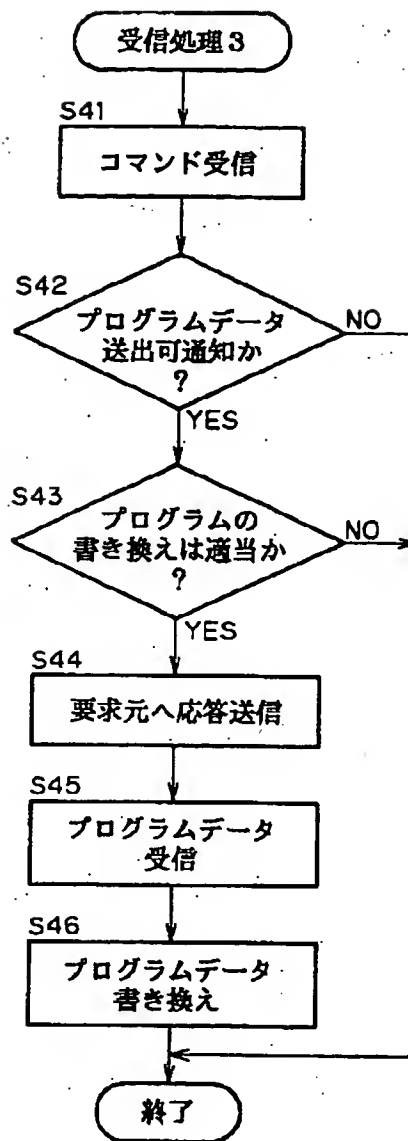 受信処理3
S41
コマンド受信
S42
プログラムデータ
送出可通知か
?
NO
YES
S43
プログラムの
書き換えは適当か
?
NO
YES
S44
要求元へ応答送信
S45
プログラムデータ
受信
S46
プログラムデータ
書き換え
終了